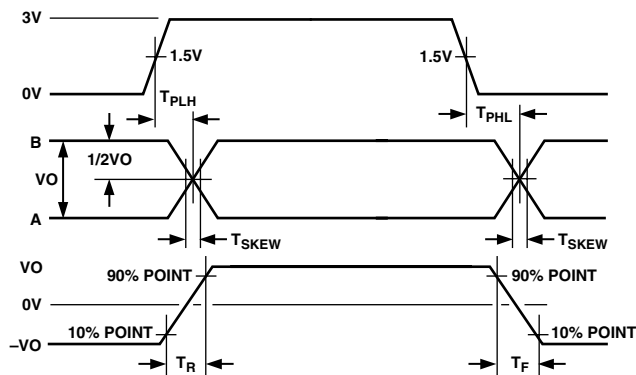 3V
1.5V
1.5V
0V
TPLH
TPHL
B
1/2VO
VO
A
TSKEW
TSKEW
VO
90% POINT
90% POINT
0V
10% POINT
10% POINT
–VO
TR
TF